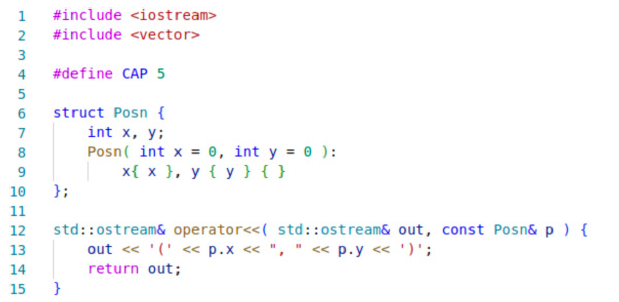 1 #include <iostream>
2 #include <vector>
3
4 #define CAP 5
5
6 struct Posn {
7     int x, y;
8     Posn( int x = 0, int y = 0 ):
9         x{ x }, y { y } { }
10 };
11
12 std::ostream& operator<<( std::ostream& out, const Posn& p ) {
13     out << '(' << p.x << ", " << p.y << ')';
14     return out;
15 }